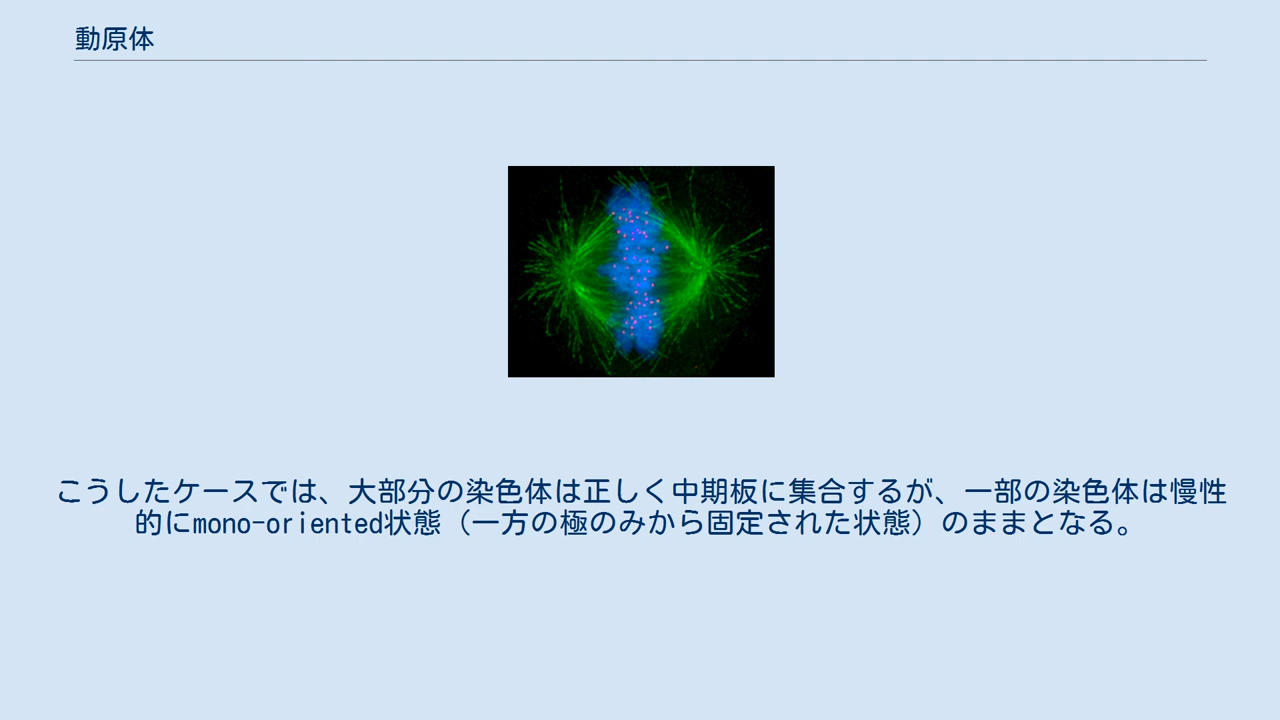 動原体
こうしたケースでは、大部分の染色体は正しく中期板に集合するが、一部の染色体は慢性
的にmono-oriented状態（一方の極のみから固定された状態）のままとなる。